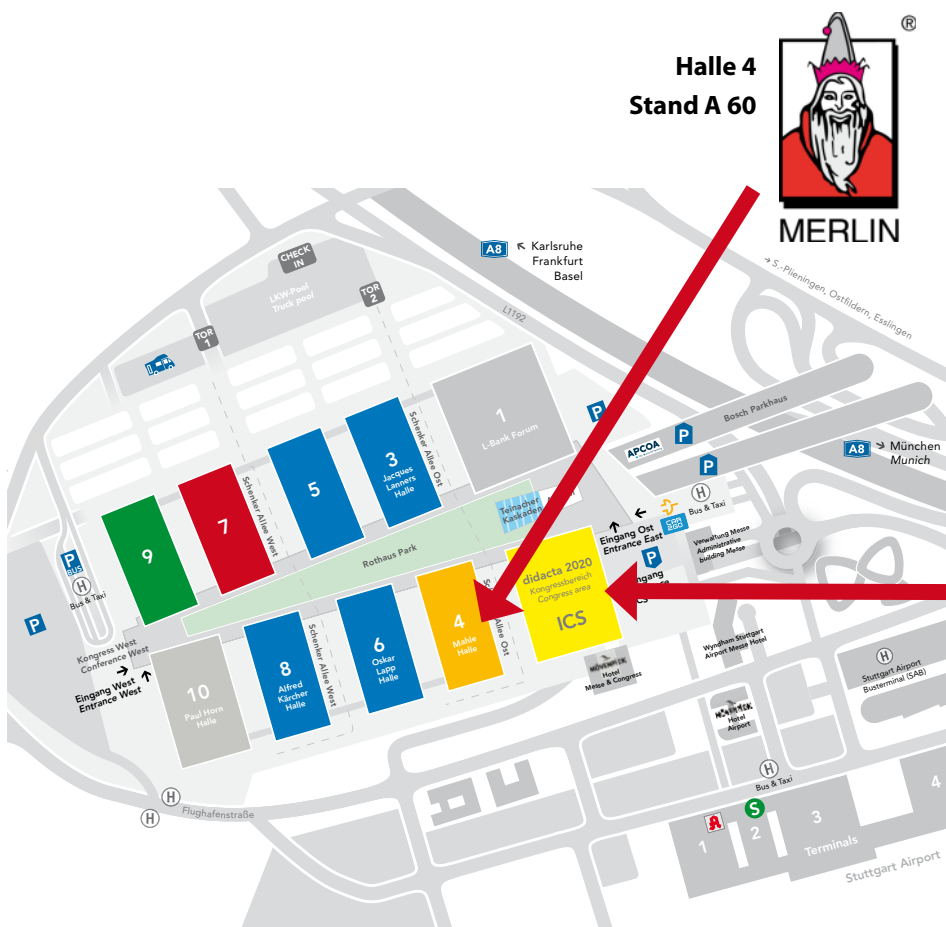 Halle 4
Stand A 60
®
MERLIN
A8
Karlsruhe
Frankfurt
Basel
S.-Plieningen, Ostfildern, Esslingen
CHECK
IN
LKW-Pool
Truck pool
TOR
1
TOR
2
L1192
Bosch Parkhaus
1
L-Bank Forum
P
APCOA
P
P
A8
München
Munich
Schenker Allee Ost
3
Jacques
Lanners
Halle
5
Schenker Allee West
7
9
Teinacher
Kaskaden
Rothaus Park
Eingang Ost
Entrance East
CAR
2GO
H
Bus & Taxi
Verwaltung Messe
Administrative
building Messe
P
P
BUS
H
Bus & Taxi
P
didacta 2020
Kongressbereich
Congress area
ICS
4
Mahle
Halle
Allee Ost
6
Oskar
Lapp
Halle
Schenker Allee West
8
Alfred
Kärcher
Halle
10
Paul Horn
Halle
Kongress West
Conference West
Eingang West
Entrance West
MÖVENPICK
Hotel
Messe & Congress
Wyndham Stuttgart
Airport Messe Hotel
H
Stuttgart Airport
Busterminal (SAB)
MÖVENPICK
Hotel
Airport
H
Bus & Taxi
H
H
Flughafenstraße
S
A
1
2
3
4
Terminals
Stuttgart Airport